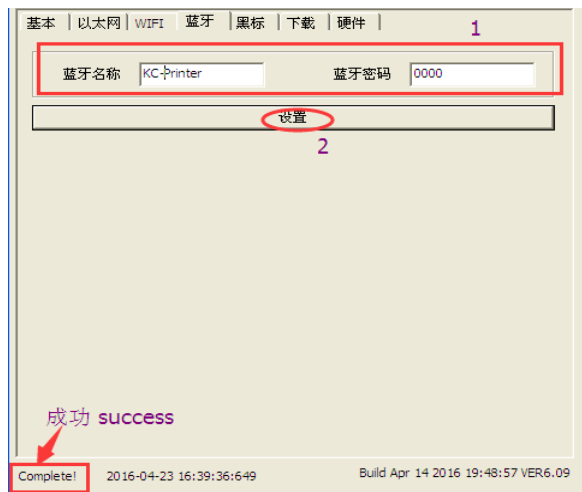 基本 以太网 WIFI 蓝牙 黑标 下载 硬件
1
蓝牙名称 KC-Printer 蓝牙密码 0000
设置
2
成功 success
Complete! 2016-04-23 16:39:36:649 Build Apr 14 2016 19:48:57 VER6.09